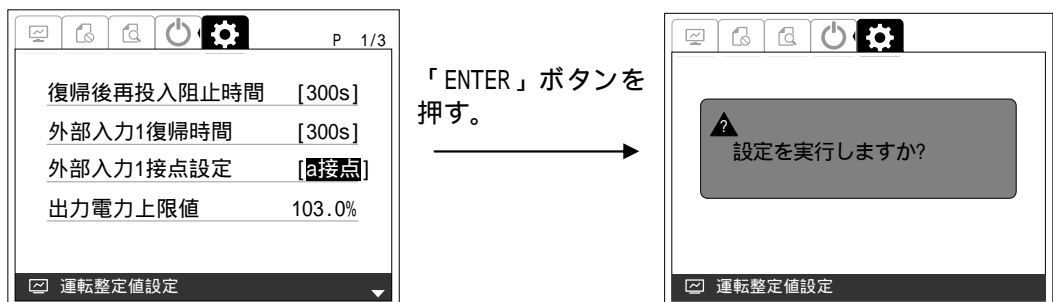 P 1/3
復帰後再投入阻止時間 [300s]
外部入力1復帰時間 [300s]
外部入力1接点設定 [a接点]
出力電力上限値 103.0%
運転整定値設定
「ENTER」ボタンを
押す。
?
設定を実行しますか?
運転整定値設定